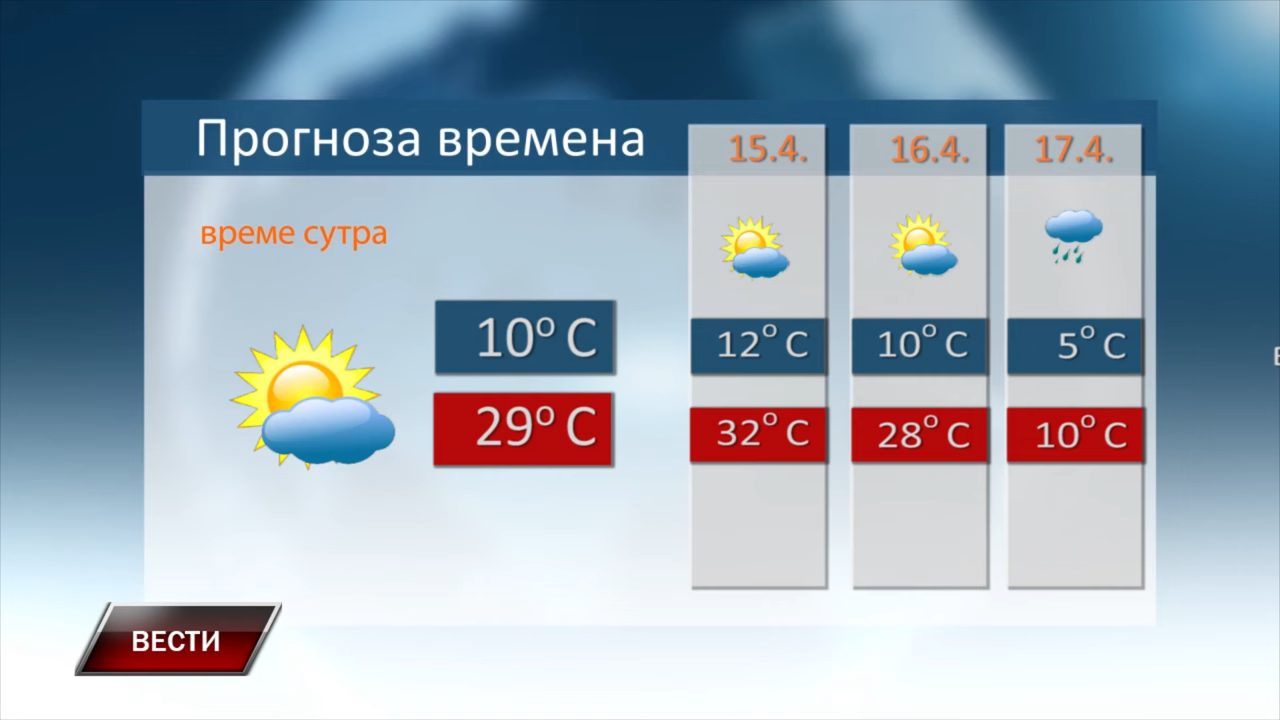 Прогноза времена
време сутра
10° C
29° C
15.4.
12° C
32° C
16.4.
10° C
28° C
17.4.
5° C
10° C
ВЕСТИ